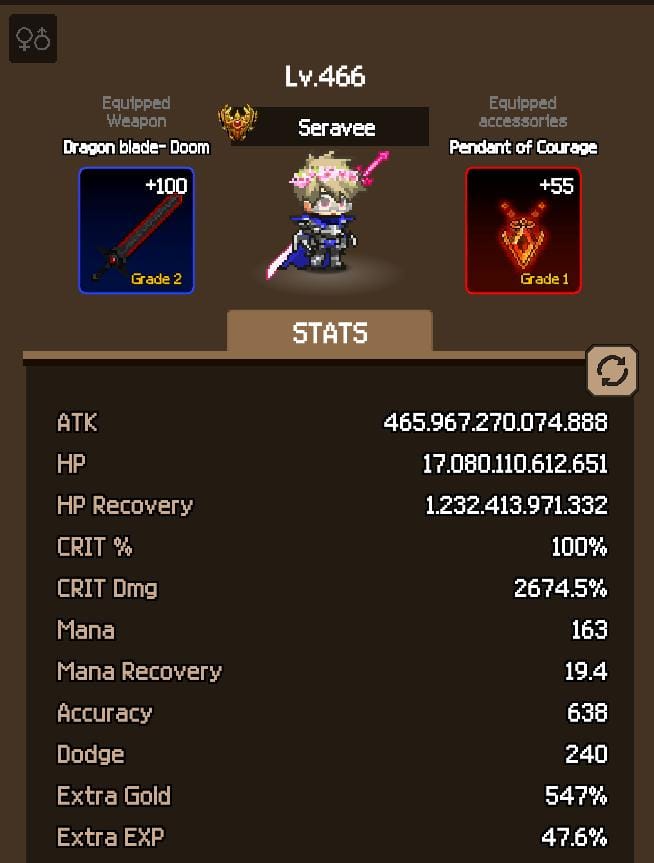 Lv.466
Equipped
Weapon
Dragon blade- Doom
+100
Grade 2
Seravee
Equipped
accessories
Pendant of Courage
+55
Grade 1
STATS
ATK 465.967.270.074.888
HP 17.080.110.612.651
HP Recovery 1.232.413.971.332
CRIT % 100%
CRIT Dmg 2674.5%
Mana 163
Mana Recovery 19.4
Accuracy 638
Dodge 240
Extra Gold 547%
Extra EXP 47.6%